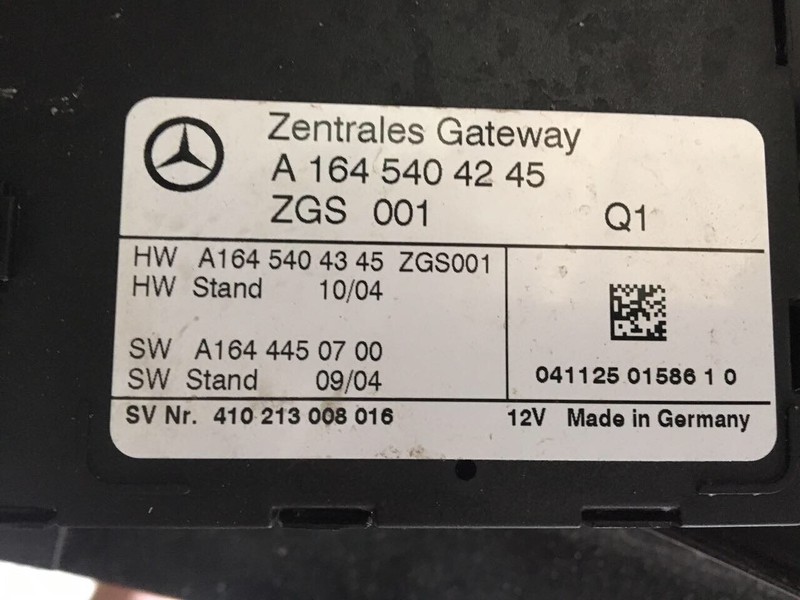 Zentrales Gateway
A 164 540 42 45
ZGS 001 Q1
HW A164 540 43 45 ZGS001
HW Stand 10/04
SW A164 445 07 00
SW Stand 09/04
041125 01586 1 0
SV Nr. 410 213 008 016 12V Made in Germany